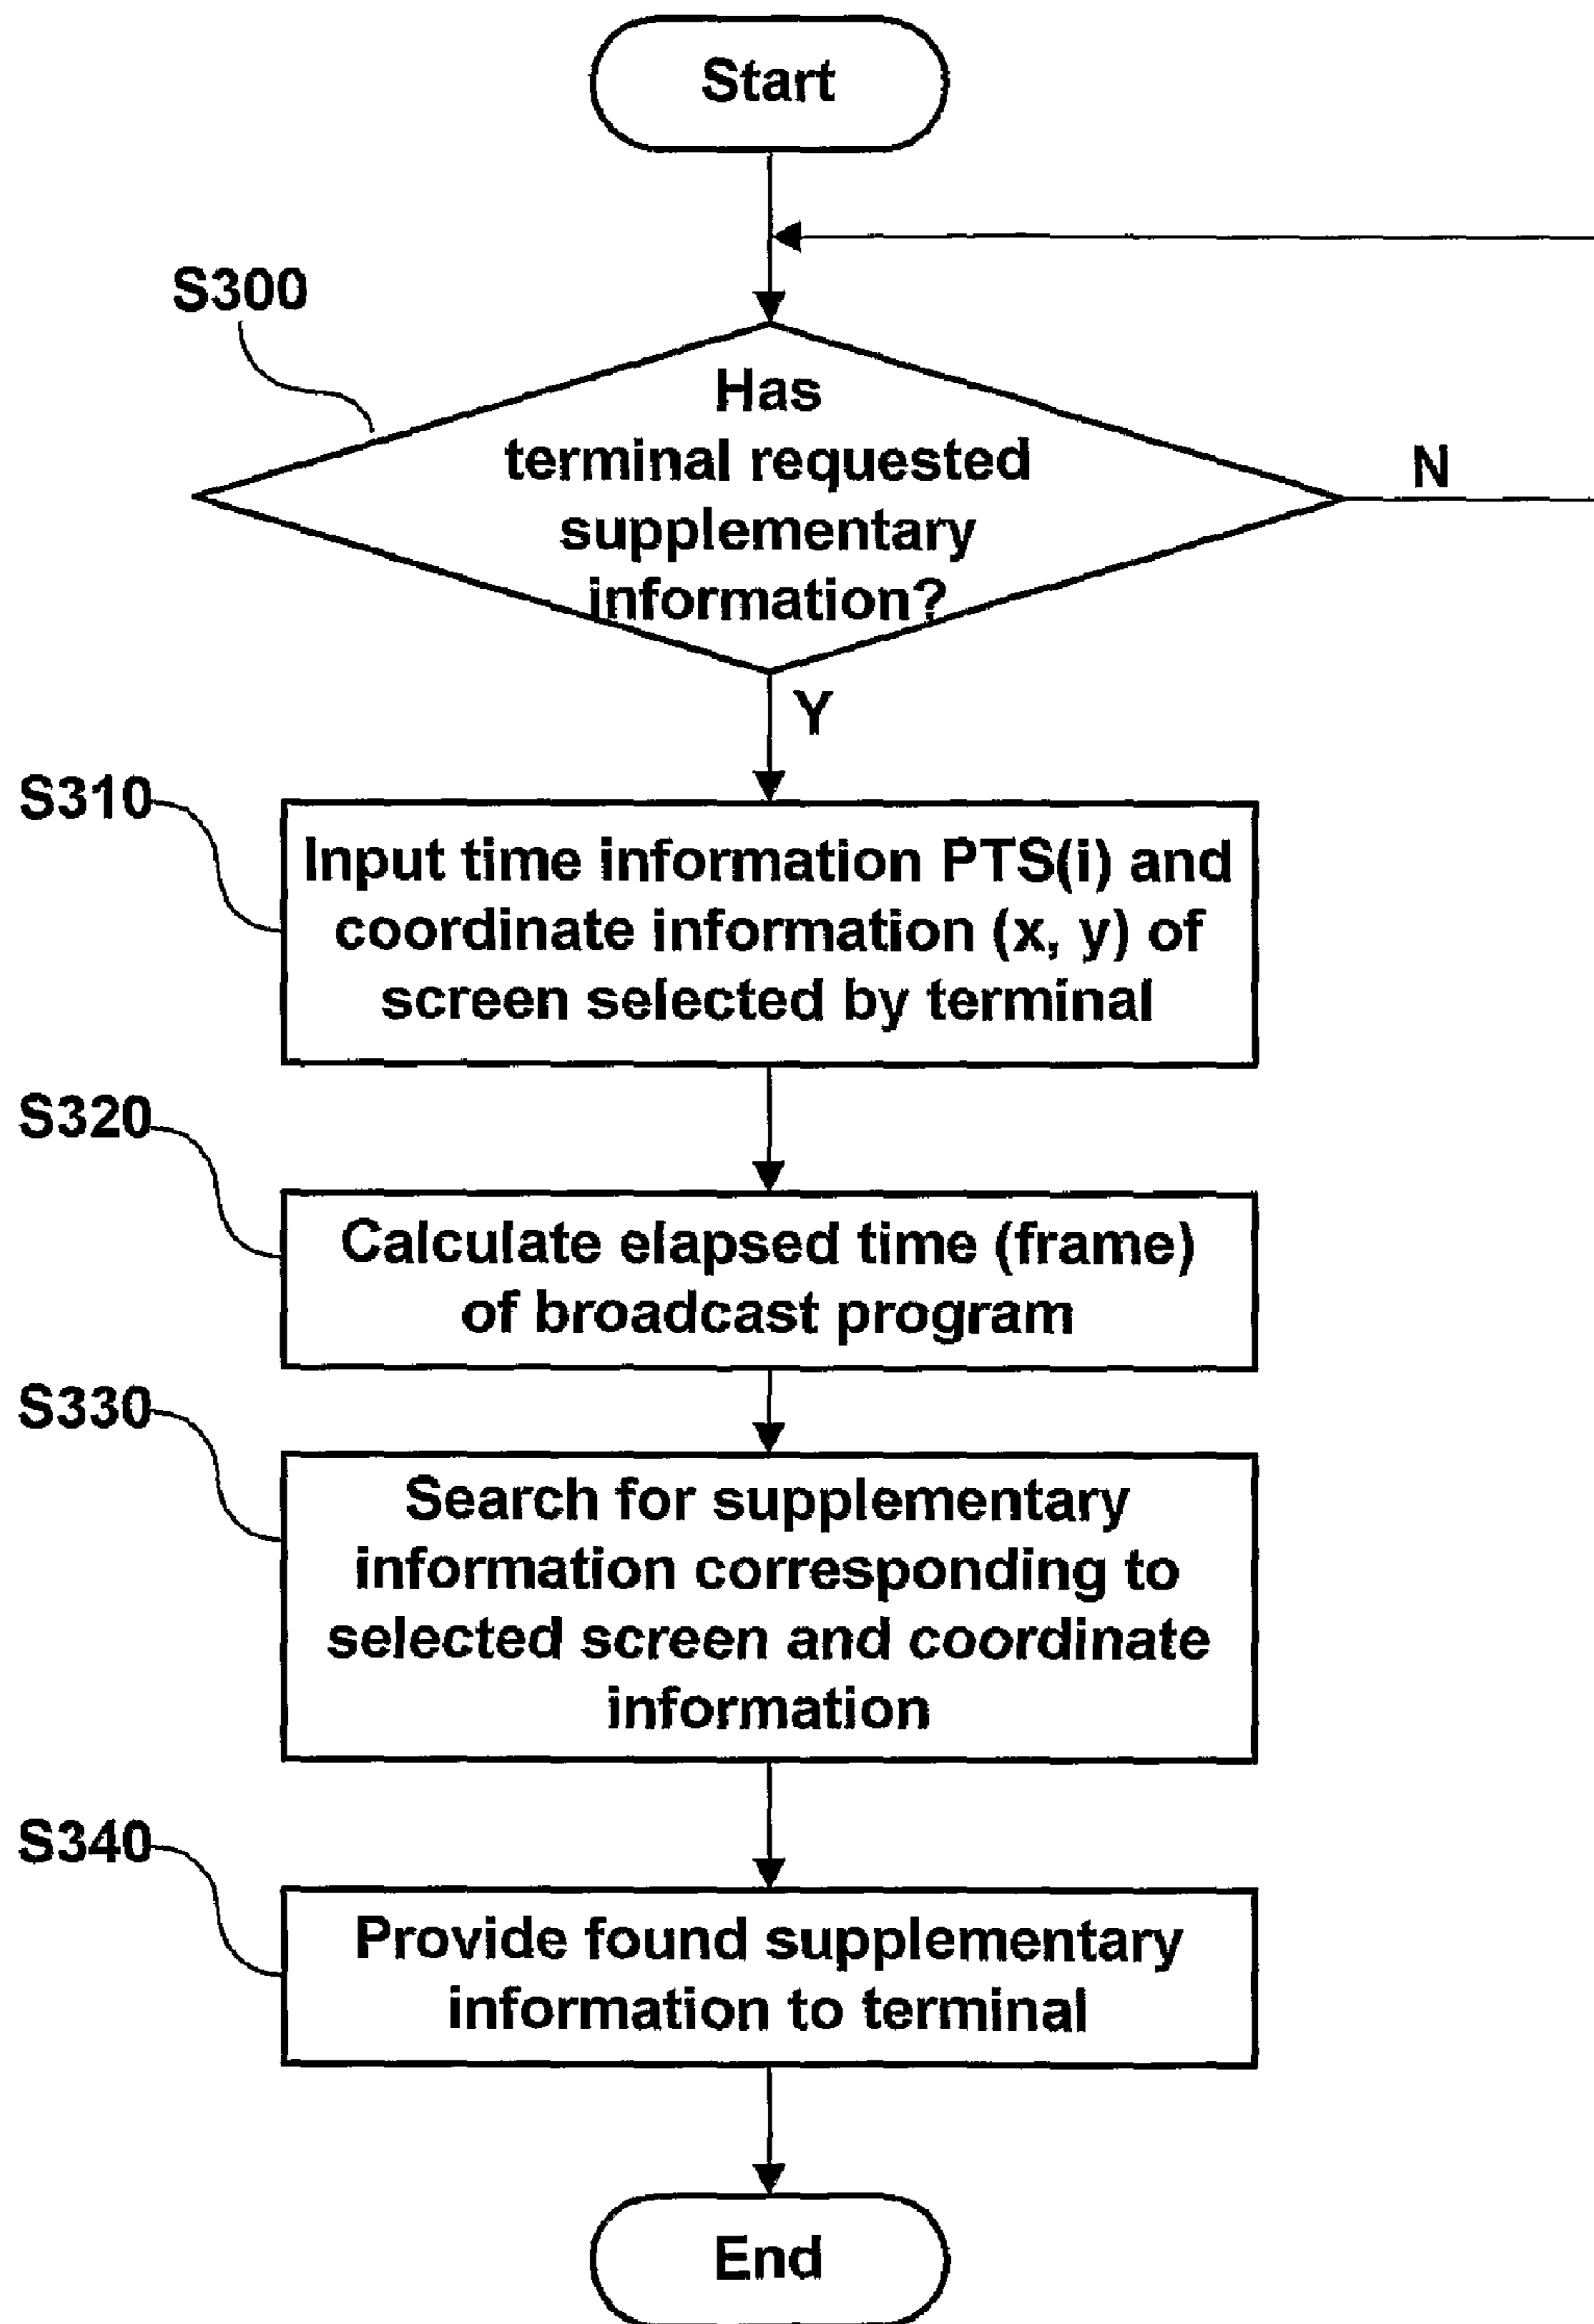 Start
S300
Has
terminal requested
supplementary
information?
N
Y
S310
Input time information PTS(i) and
coordinate information (x, y) of
screen selected by terminal
S320
Calculate elapsed time (frame)
of broadcast program
S330
Search for supplementary
information corresponding to
selected screen and coordinate
information
S340
Provide found supplementary
information to terminal
End